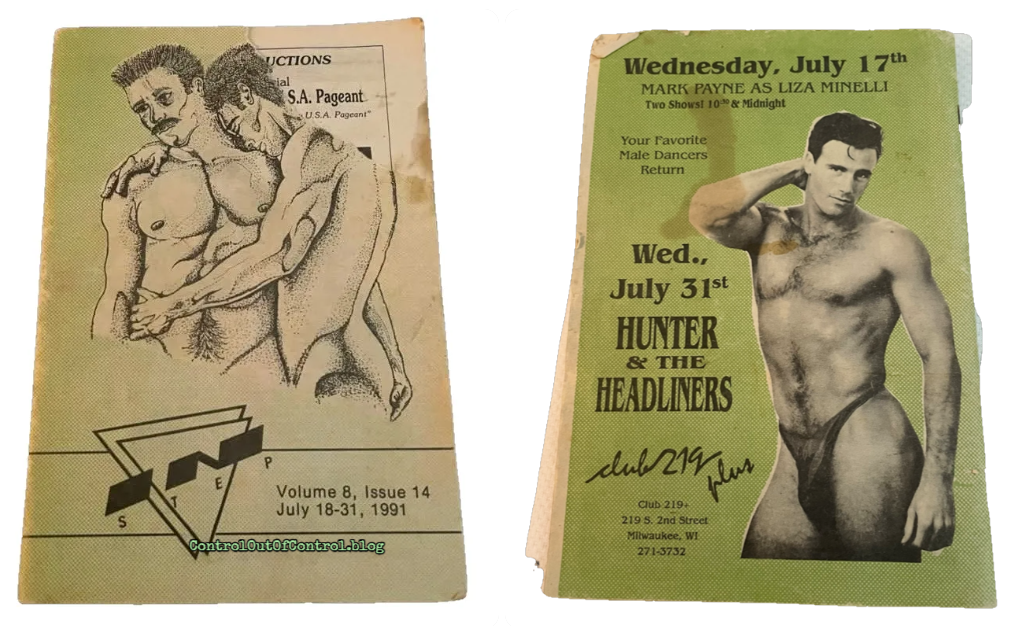 UCTIONS
ial
S.A. Pageant
U.S.A. Pageant"
IN
STEP
Volume 8, Issue 14
July 18-31, 1991
ControlOutOfControl.blog
Wednesday, July 17th
MARK PAYNE AS LIZA MINELLI
Two Shows! 10:30 & Midnight
Your Favorite
Male Dancers
Return
Wed.,
July 31st
HUNTER
& THE
HEADLINERS
club 219 plus
Club 219+
219 S. 2nd Street
Milwaukee, WI
271-3732